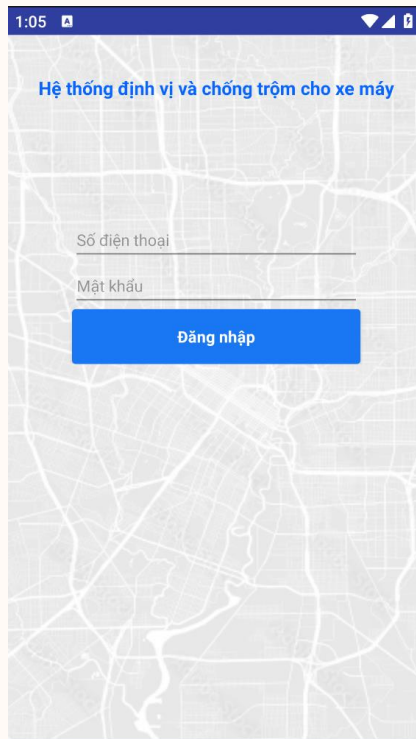 1:05 A
Hệ thống định vị và chống trộm cho xe máy
Số điện thoại
Mật khẩu
Đăng nhập